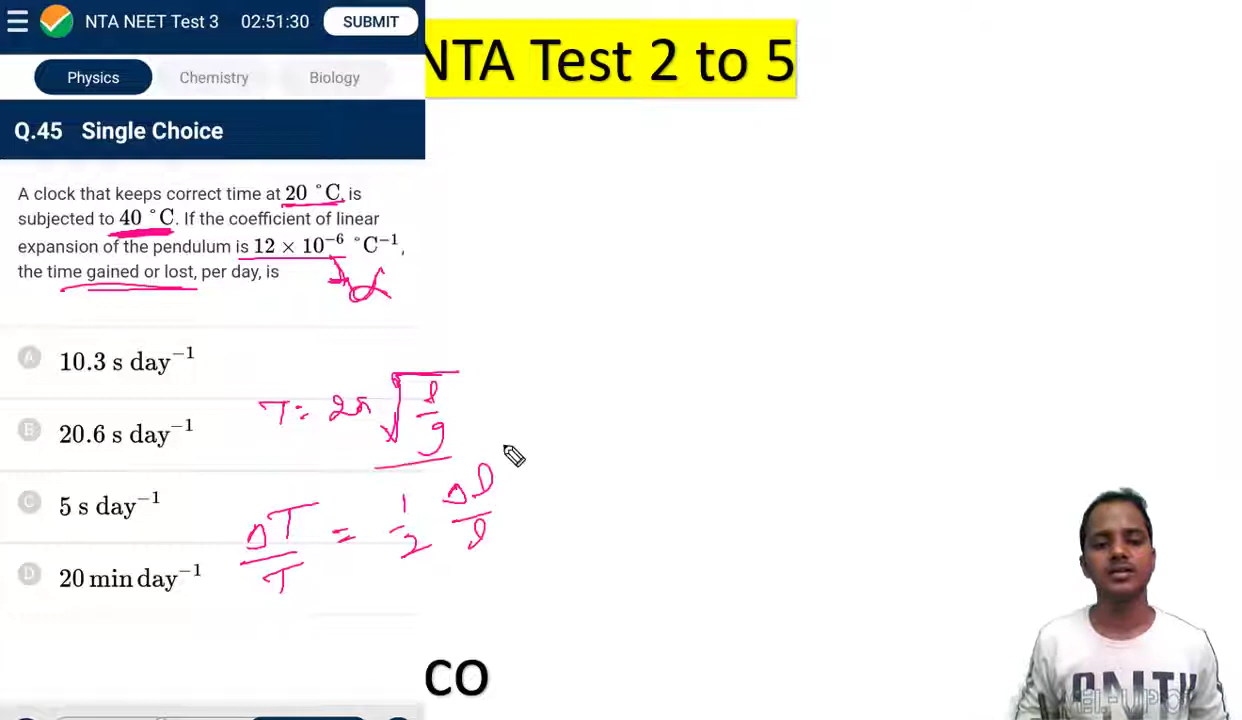 NTA NEET Test 3 02:51:30 SUBMIT
NTA Test 2 to 5
Physics Chemistry Biology
Q.45 Single Choice
A clock that keeps correct time at 20 °C, is
subjected to 40 °C. If the coefficient of linear
expansion of the pendulum is 12 × 10⁻⁶ °C⁻¹,
the time gained or lost, per day, is
α
A 10.3 s day⁻¹
T = 2π √(l/g)
B 20.6 s day⁻¹
C 5 s day⁻¹
ΔT/T = 1/2 Δl/l
D 20 min day⁻¹
co